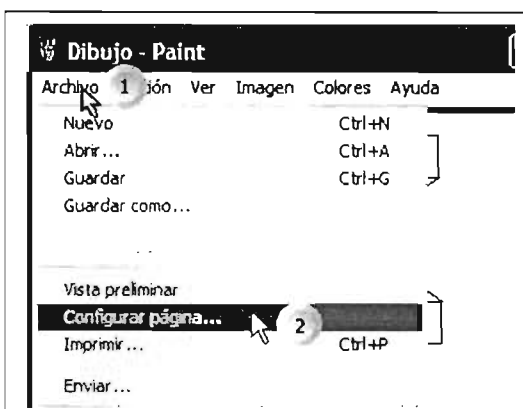 Dibujo - Paint
Archivo 1 ión Ver Imagen Colores Ayuda
Nuevo Ctrl+N
Abrir... Ctrl+A
Guardar Ctrl+G
Guardar como...
Vista preliminar
Configurar página... 2
Imprimir... Ctrl+P
Enviar...